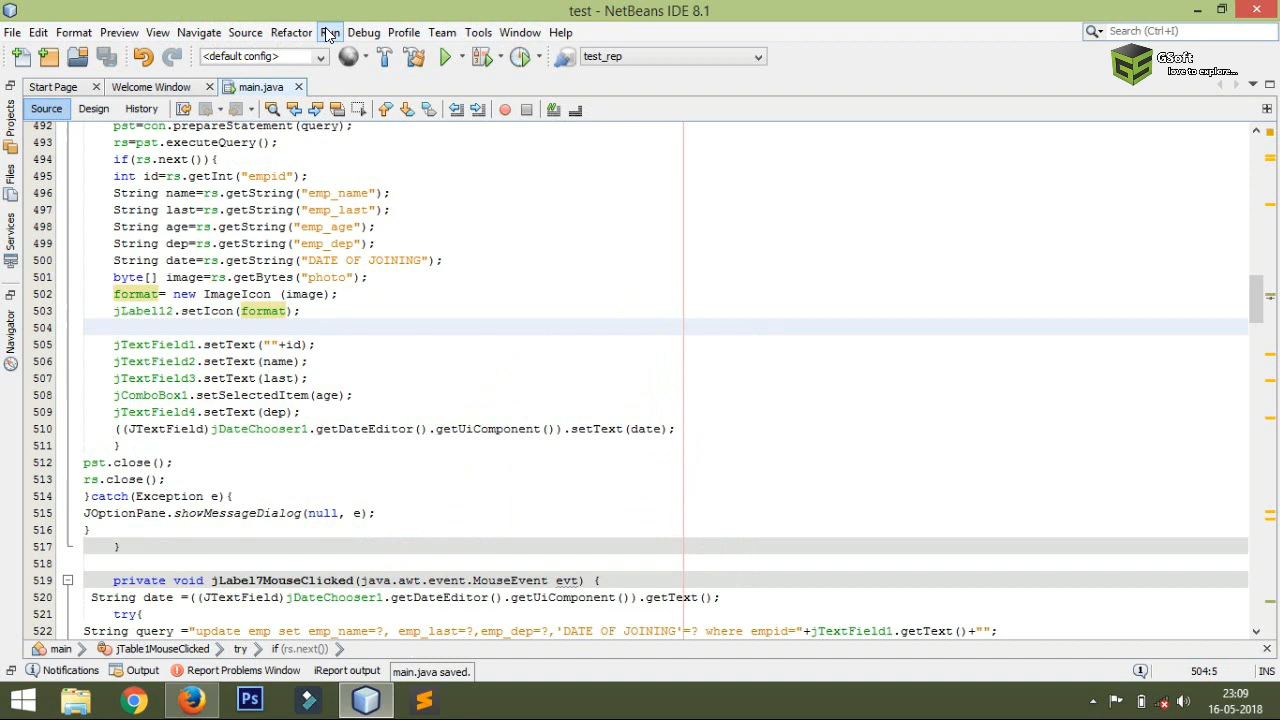 test - NetBeans IDE 8.1
File Edit Format Preview View Navigate Source Refactor Run Debug Profile Team Tools Window Help
Search (Ctrl+I)
<default config>
test_rep
GSoft
love to explore...
Start Page Welcome Window main.java
Source Design History
Projects
Files
Services
Navigator
492 pst=con.prepareStatement(query);
493 rs=pst.executeQuery();
494 if(rs.next()){
495 int id=rs.getInt("empid");
496 String name=rs.getString("emp_name");
497 String last=rs.getString("emp_last");
498 String age=rs.getString("emp_age");
499 String dep=rs.getString("emp_dep");
500 String date=rs.getString("DATE OF JOINING");
501 byte[] image=rs.getBytes("photo");
502 format= new ImageIcon (image);
503 jLabel12.setIcon(format);
504
505 jTextField1.setText(""+id);
506 jTextField2.setText(name);
507 jTextField3.setText(last);
508 jComboBox1.setSelectedItem(age);
509 jTextField4.setText(dep);
510 ((JTextField)jDateChooser1.getDateEditor().getUiComponent()).setText(date);
511 }
512 pst.close();
513 rs.close();
514 }catch(Exception e){
515 JOptionPane.showMessageDialog(null, e);
516 }
517 }
518
519 private void jLabel7MouseClicked(java.awt.event.MouseEvent evt) {
520 String date =((JTextField)jDateChooser1.getDateEditor().getUiComponent()).getText();
521 try{
522 String query ="update emp set emp_name=?, emp_last=?,emp_dep=?,'DATE OF JOINING'=? where empid="+jTextField1.getText()+"";
main jTable1MouseClicked try if (rs.next())
Notifications Output Report Problems Window iReport output main.java saved. 504:5 INS
Ps
23:09
16-05-2018